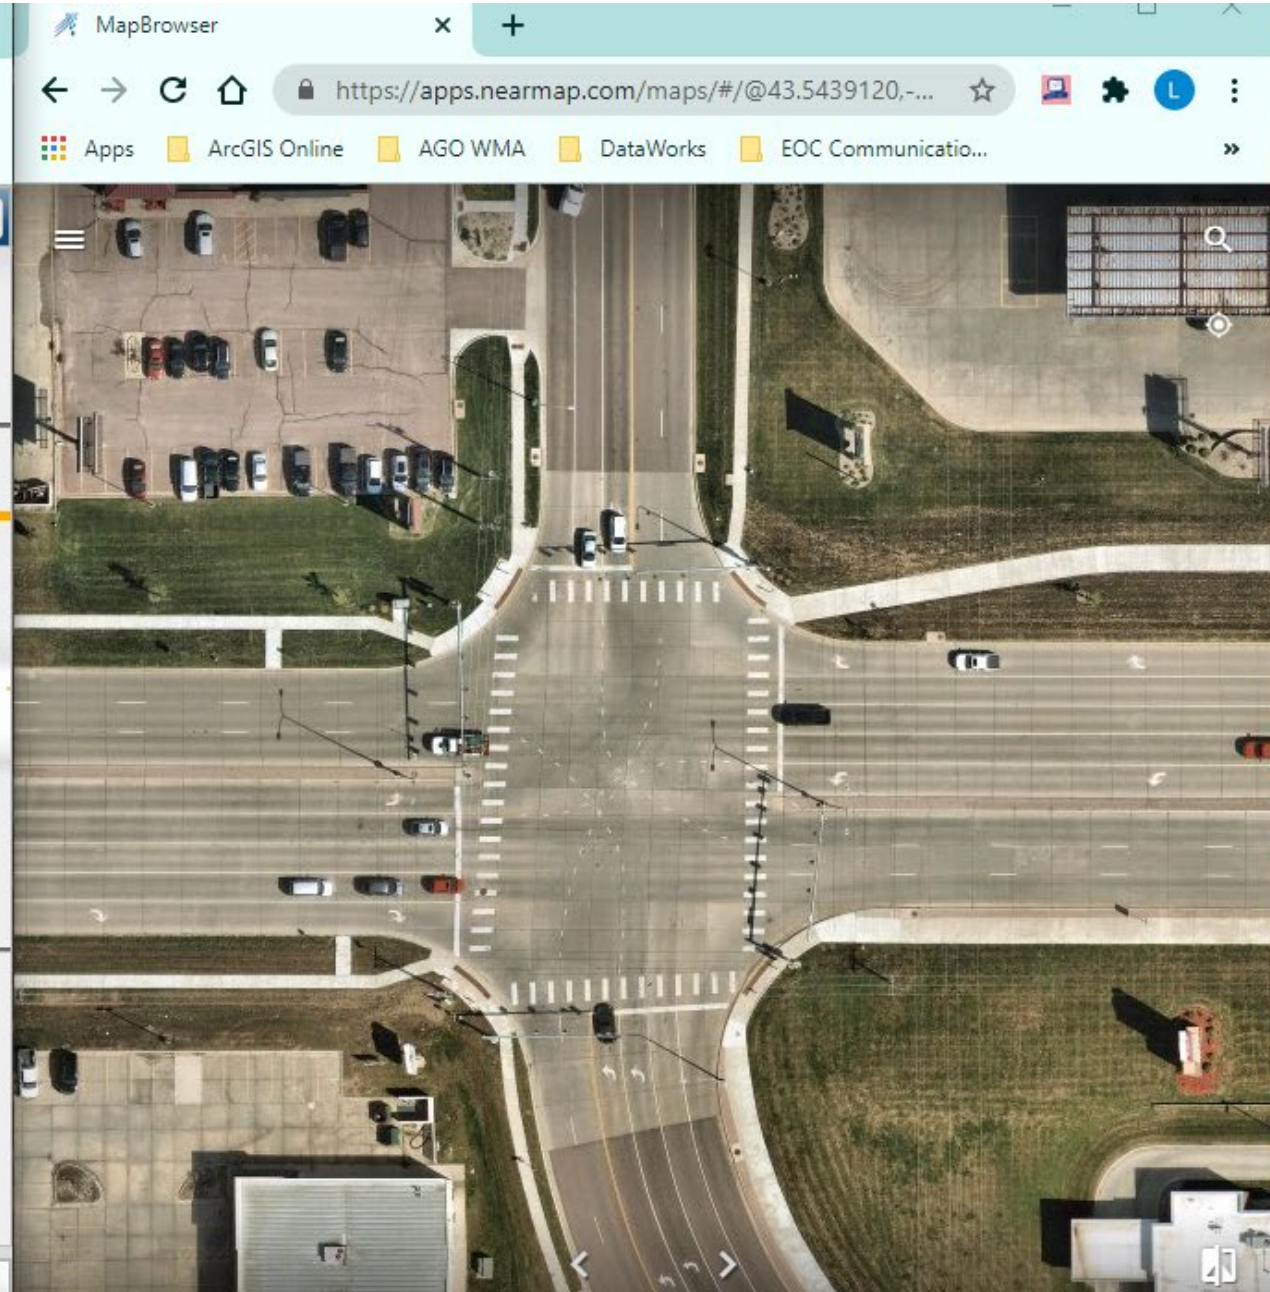 MapBrowser
https://apps.nearmap.com/maps/#/@43.5439120,-...
L
Apps
ArcGIS Online
AGO WMA
DataWorks
EOC Communicatio...